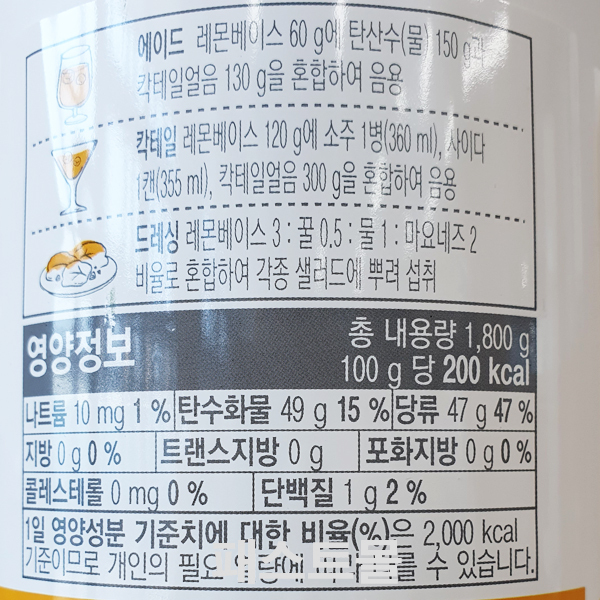 에이드 레몬베이스 60 g에 탄산수(물) 150 g과
칵테일얼음 130 g을 혼합하여 음용
칵테일 레몬베이스 120 g에 소주 1병(360 ml), 사이다
1캔(355 ml), 칵테일얼음 300 g을 혼합하여 음용
드레싱 레몬베이스 3 : 꿀 0.5 : 물 1 : 마요네즈 2
비율로 혼합하여 각종 샐러드에 뿌려 섭취
영양정보
총 내용량 1,800 g
100 g 당 200 kcal
나트륨 10 mg 1 % 탄수화물 49 g 15 % 당류 47 g 47 %
지방 0 g 0 % 트랜스지방 0 g 포화지방 0 g 0 %
콜레스테롤 0 mg 0 % 단백질 1 g 2 %
1일 영양성분 기준치에 대한 비율(%)은 2,000 kcal
기준이므로 개인의 필요 열량에 따라 다를 수 있습니다.